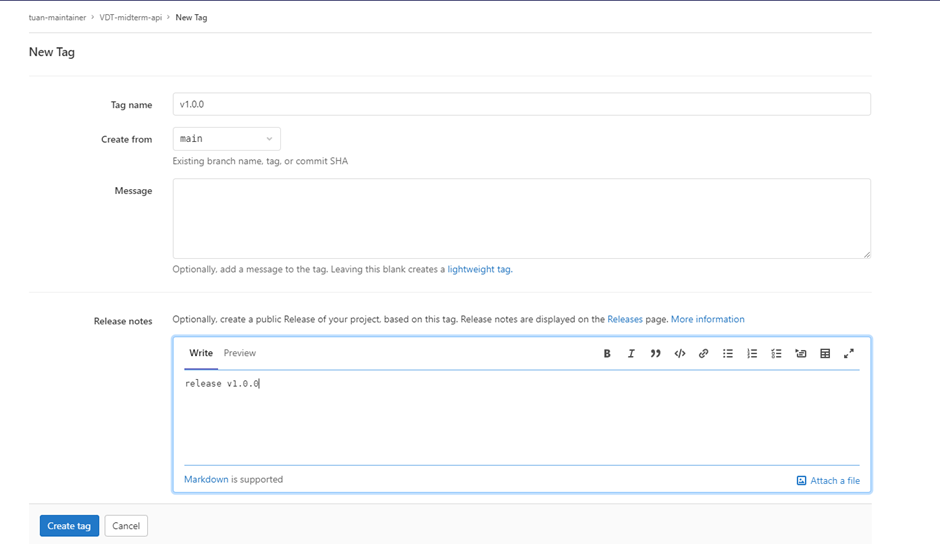 tuan-maintainer > VDT-midterm-api > New Tag
New Tag
Tag name
v1.0.0
Create from
main
Existing branch name, tag, or commit SHA
Message
Optionally, add a message to the tag. Leaving this blank creates a lightweight tag.
Release notes
Optionally, create a public Release of your project, based on this tag. Release notes are displayed on the Releases page. More information
Write Preview
release v1.0.0
Markdown is supported
Attach a file
Create tag Cancel